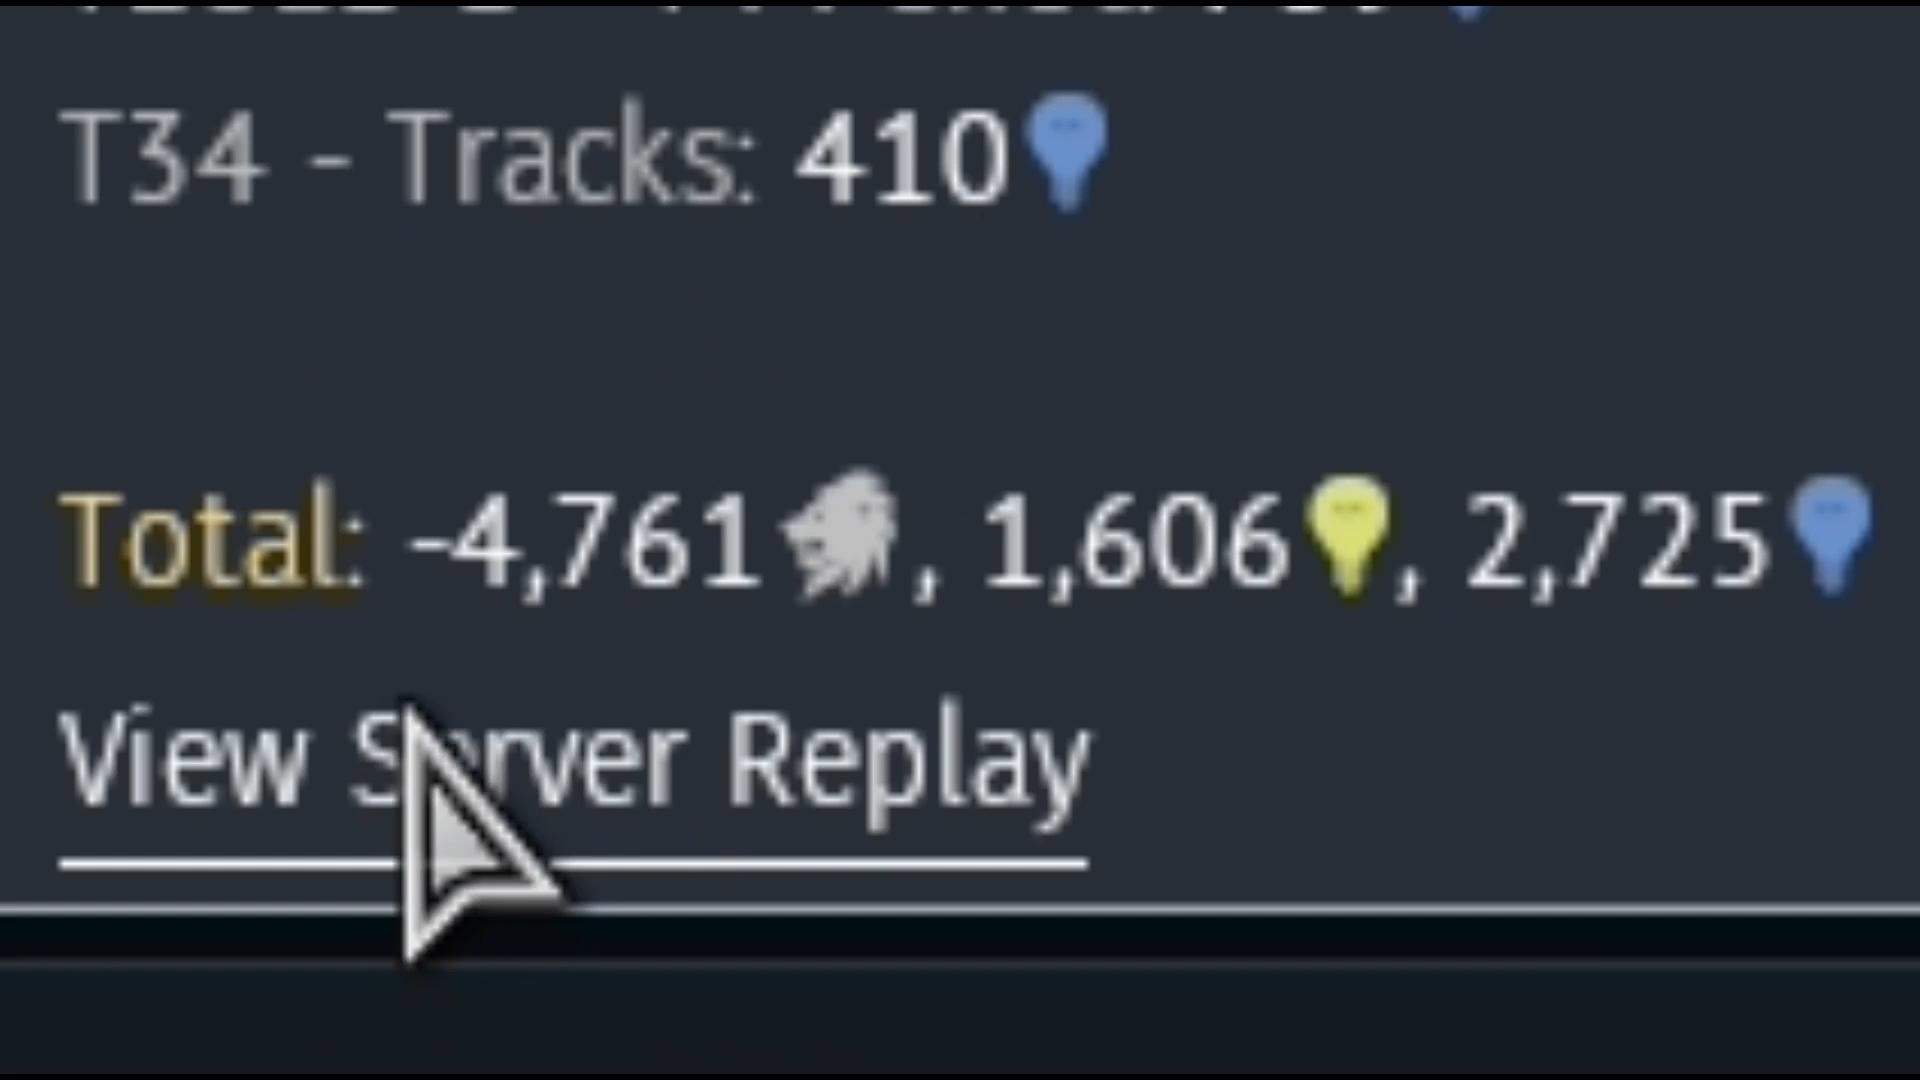 T34 - Tracks: 410
Total: -4,761, 1,606, 2,725
View Server Replay